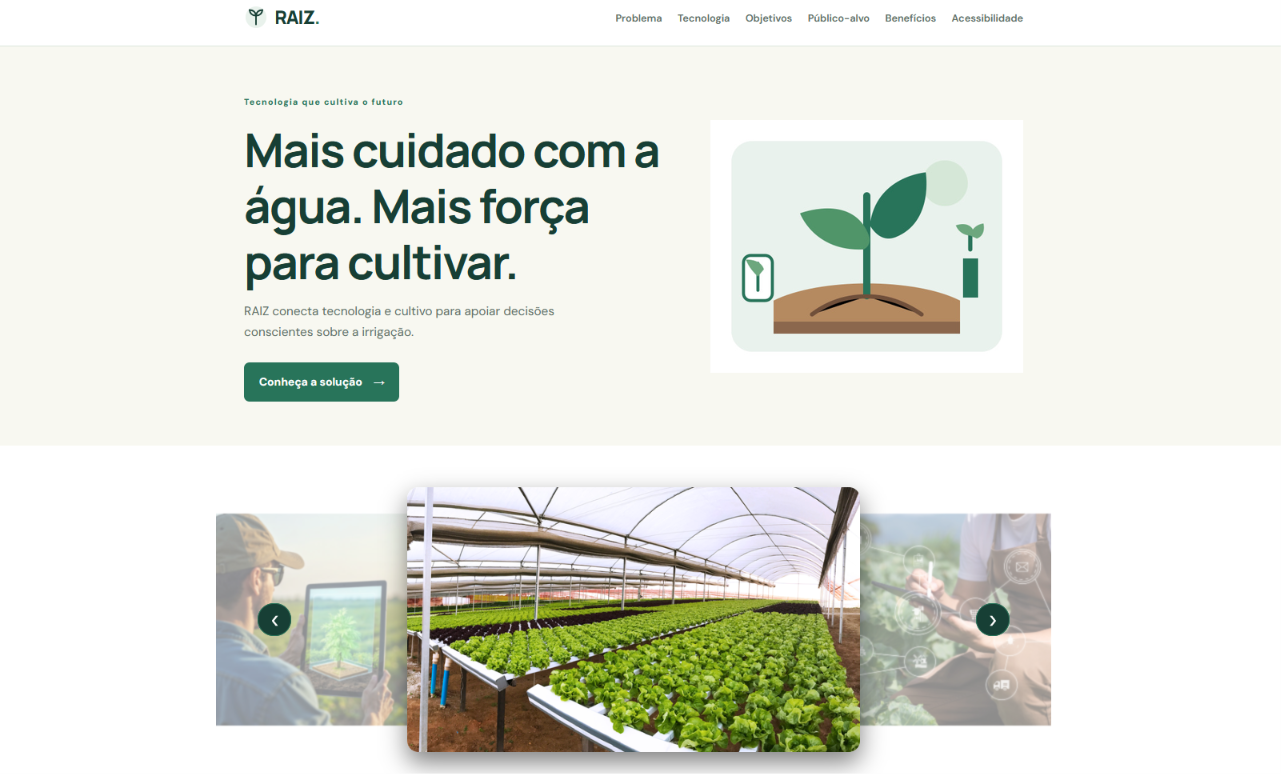 RAIZ.
Problema
Tecnologia
Objetivos
Público-alvo
Benefícios
Acessibilidade
Tecnologia que cultiva o futuro
Mais cuidado com a
água. Mais força
para cultivar.
RAIZ conecta tecnologia e cultivo para apoiar decisões
conscientes sobre a irrigação.
Conheça a solução →